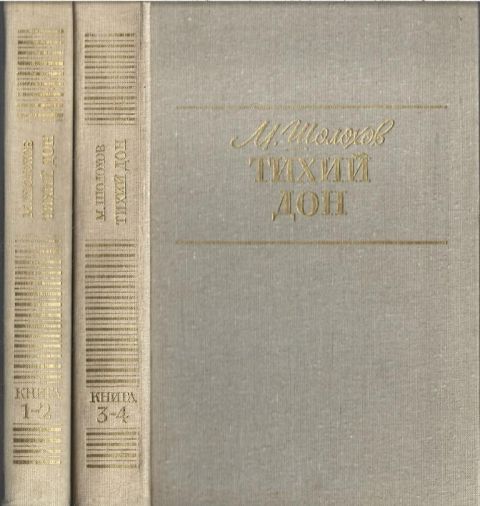 М. ШОЛОХОВ
ТИХИЙ ДОН
КНИГА
1-2
М. ШОЛОХОВ
ТИХИЙ ДОН
КНИГА
3-4
М. Шолохов
ТИХИЙ
ДОН